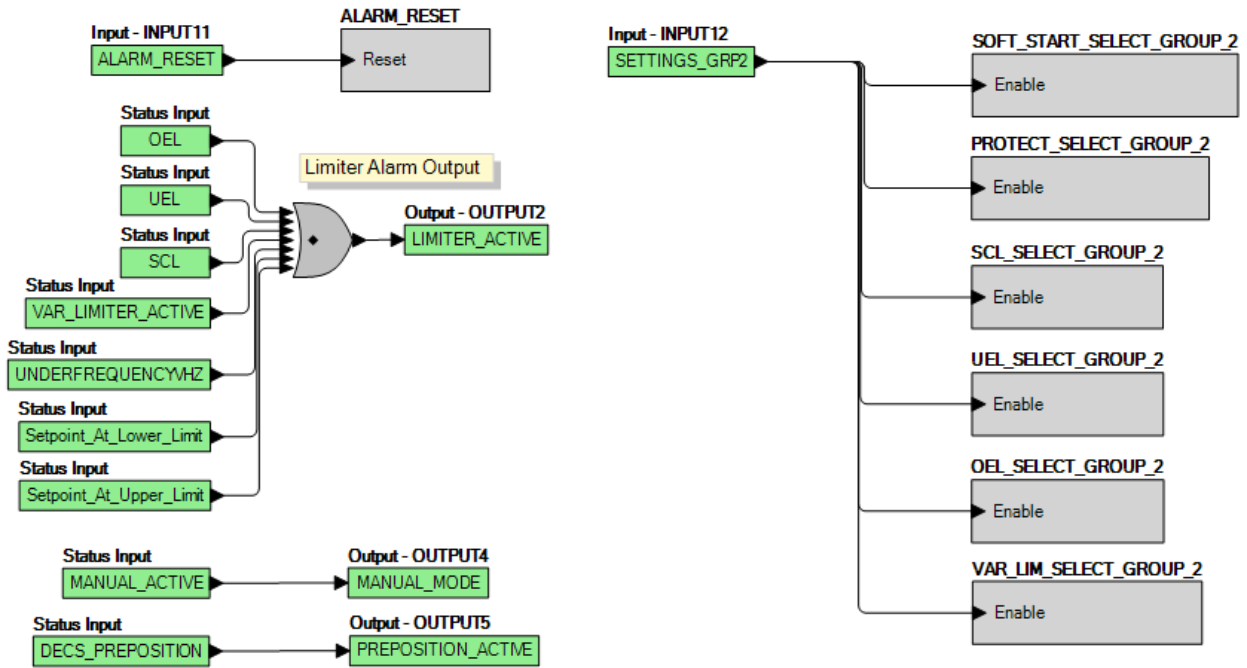 Input - INPUT11
ALARM_RESET
ALARM_RESET
Reset
Status Input
OEL
Status Input
UEL
Status Input
SCL
Status Input
VAR_LIMITER_ACTIVE
Status Input
UNDERFREQUENCYVHZ
Status Input
Setpoint_At_Lower_Limit
Status Input
Setpoint_At_Upper_Limit
Limiter Alarm Output
Output - OUTPUT2
LIMITER_ACTIVE
Status Input
MANUAL_ACTIVE
Output - OUTPUT4
MANUAL_MODE
Status Input
DECS_PREPOSITION
Output - OUTPUT5
PREPOSITION_ACTIVE
Input - INPUT12
SETTINGS_GRP2
SOFT_START_SELECT_GROUP_2
Enable
PROTECT_SELECT_GROUP_2
Enable
SCL_SELECT_GROUP_2
Enable
UEL_SELECT_GROUP_2
Enable
OEL_SELECT_GROUP_2
Enable
VAR_LIM_SELECT_GROUP_2
Enable